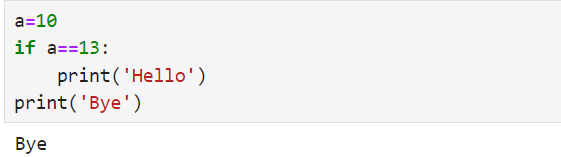 a=10
if a==13:
    print('Hello')
print('Bye')
Bye